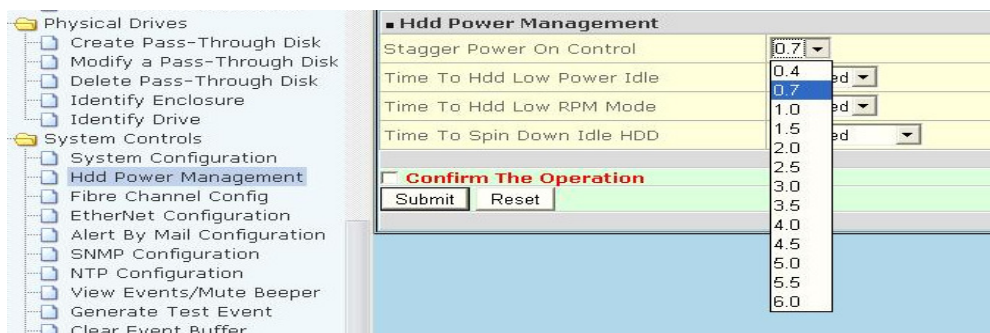 Physical Drives
Create Pass-Through Disk
Modify a Pass-Through Disk
Delete Pass-Through Disk
Identify Enclosure
Identify Drive
System Controls
System Configuration
Hdd Power Management
Fibre Channel Config
EtherNet Configuration
Alert By Mail Configuration
SNMP Configuration
NTP Configuration
View Events/Mute Beeper
Generate Test Event
Clear Event Buffer
Hdd Power Management
Stagger Power On Control 0.7
Time To Hdd Low Power Idle ed
Time To Hdd Low RPM Mode ed
Time To Spin Down Idle HDD ed
0.4
0.7
1.0
1.5
2.0
2.5
3.0
3.5
4.0
4.5
5.0
5.5
6.0
Confirm The Operation
Submit Reset